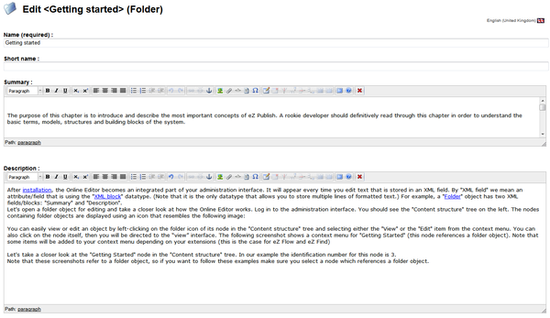 Edit <Getting started> (Folder)
English (United Kingdom)
Name (required) :
Getting started
Short name :
Summary :
Paragraph
The purpose of this chapter is to introduce and describe the most important concepts of eZ Publish. A rookie developer should definitively read through this chapter in order to understand the
basic terms, models, structures and building blocks of the system.
Path: paragraph
Description :
Paragraph
After installation, the Online Editor becomes an integrated part of your administration interface. It will appear every time you edit text that is stored in an XML field. By "XML field" we mean an
attribute/field that is using the "XML block" datatype. (Note that it is the only datatype that allows you to store multiple lines of formatted text.) For example, a "Folder" object has two XML
fields/blocks: "Summary" and "Description".
Let's open a folder object for editing and take a closer look at how the Online Editor works. Log in to the administration interface. You should see the "Content structure" tree on the left. The nodes
containing folder objects are displayed using an icon that resembles the following image:
You can easily view or edit an object by left-clicking on the folder icon of its node in the "Content structure" tree and selecting either the "View" or the "Edit" item from the context menu. You can
also click on the node itself, then you will be directed to the "view" interface. The following screenshot shows a context menu for "Getting Started" (this node references a folder object). Note that
some items will be added to your context menu depending on your extensions (this is the case for eZ Flow and eZ Find)
Let's take a closer look at the "Getting Started" node in the "Content structure" tree. In our example the identification number for this node is 3.
Note that these screenshots refer to a folder object, so if you want to follow these examples make sure you select a node which references a folder object.
Path: paragraph